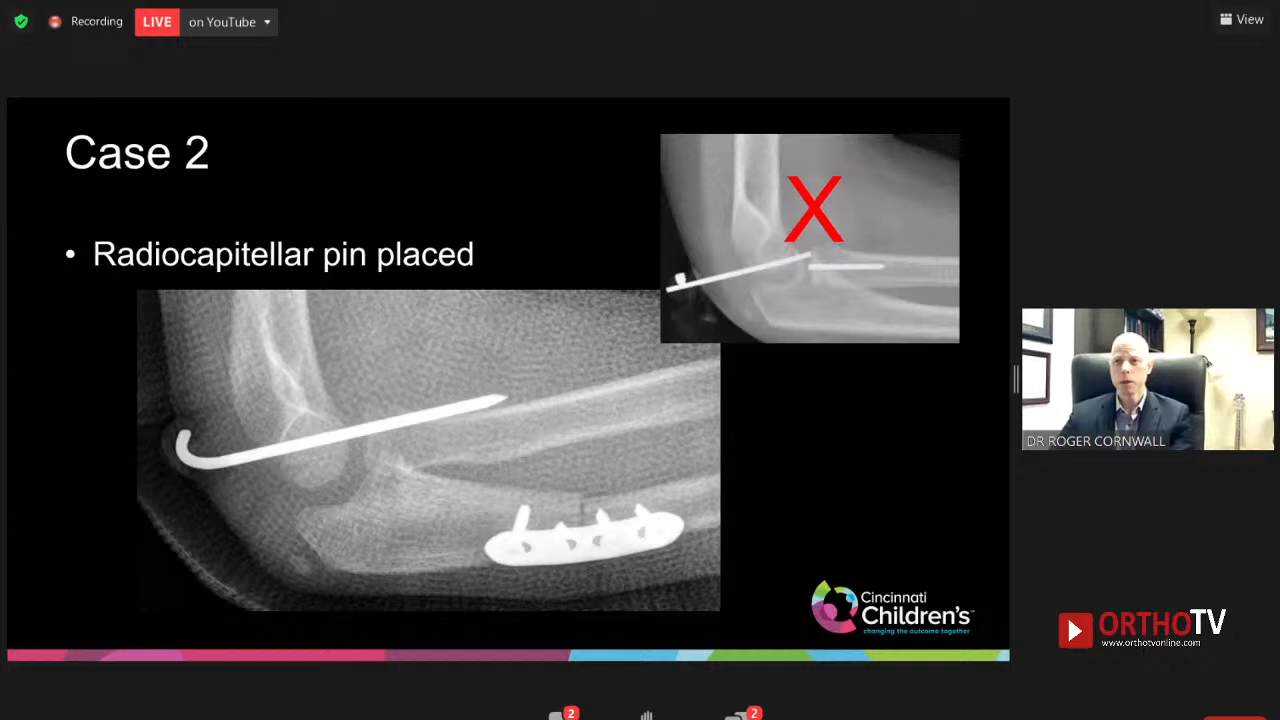 Recording
LIVE on YouTube
View
Case 2
• Radiocapitellar pin placed
X
DR ROGER CORNWALL
Cincinnati
Children's™
changing the outcome together
ORTHOTV
www.orthotvonline.com
2
2